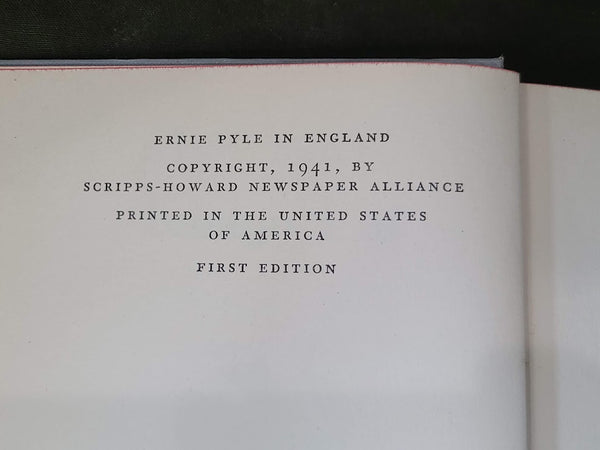 ERNIE PYLE IN ENGLAND
COPYRIGHT, 1941, BY
SCRIPPS-HOWARD NEWSPAPER ALLIANCE
PRINTED IN THE UNITED STATES
OF AMERICA
FIRST EDITION